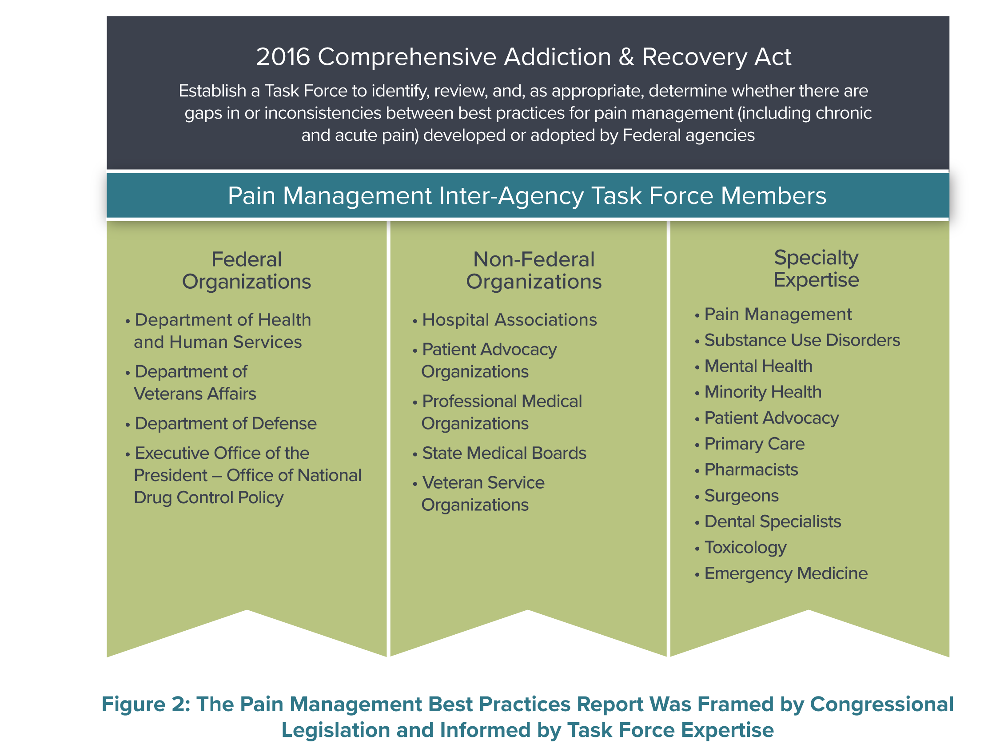 2016 Comprehensive Addiction & Recovery Act
Establish a Task Force to identify, review, and, as appropriate, determine whether there are
gaps in or inconsistencies between best practices for pain management (including chronic
and acute pain) developed or adopted by Federal agencies
Pain Management Inter-Agency Task Force Members
Federal
Organizations
• Department of Health
and Human Services
• Department of
Veterans Affairs
• Department of Defense
• Executive Office of the
President – Office of National
Drug Control Policy
Non-Federal
Organizations
• Hospital Associations
• Patient Advocacy
Organizations
• Professional Medical
Organizations
• State Medical Boards
• Veteran Service
Organizations
Specialty
Expertise
• Pain Management
• Substance Use Disorders
• Mental Health
• Minority Health
• Patient Advocacy
• Primary Care
• Pharmacists
• Surgeons
• Dental Specialists
• Toxicology
• Emergency Medicine
Figure 2: The Pain Management Best Practices Report Was Framed by Congressional
Legislation and Informed by Task Force Expertise